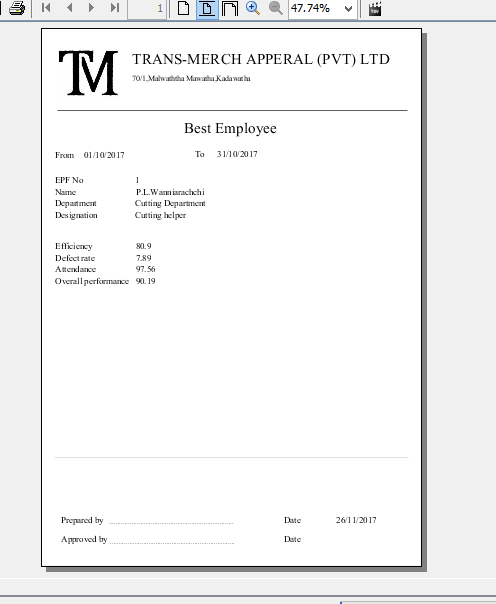 1
47.74%
TM
TRANS-MERCH APPERAL (PVT) LTD
70/1,Malwaththa Mawatha,Kadawatha
Best Employee
From 01/10/2017 To 31/10/2017
EPF No 1
Name P.L.Wanniarachchi
Department Cutting Department
Designation Cutting helper
Efficiency 80.9
Defect rate 7.89
Attendance 97.56
Overall performance 90.19
Prepared by ........................................ Date 26/11/2017
Approved by ........................................ Date